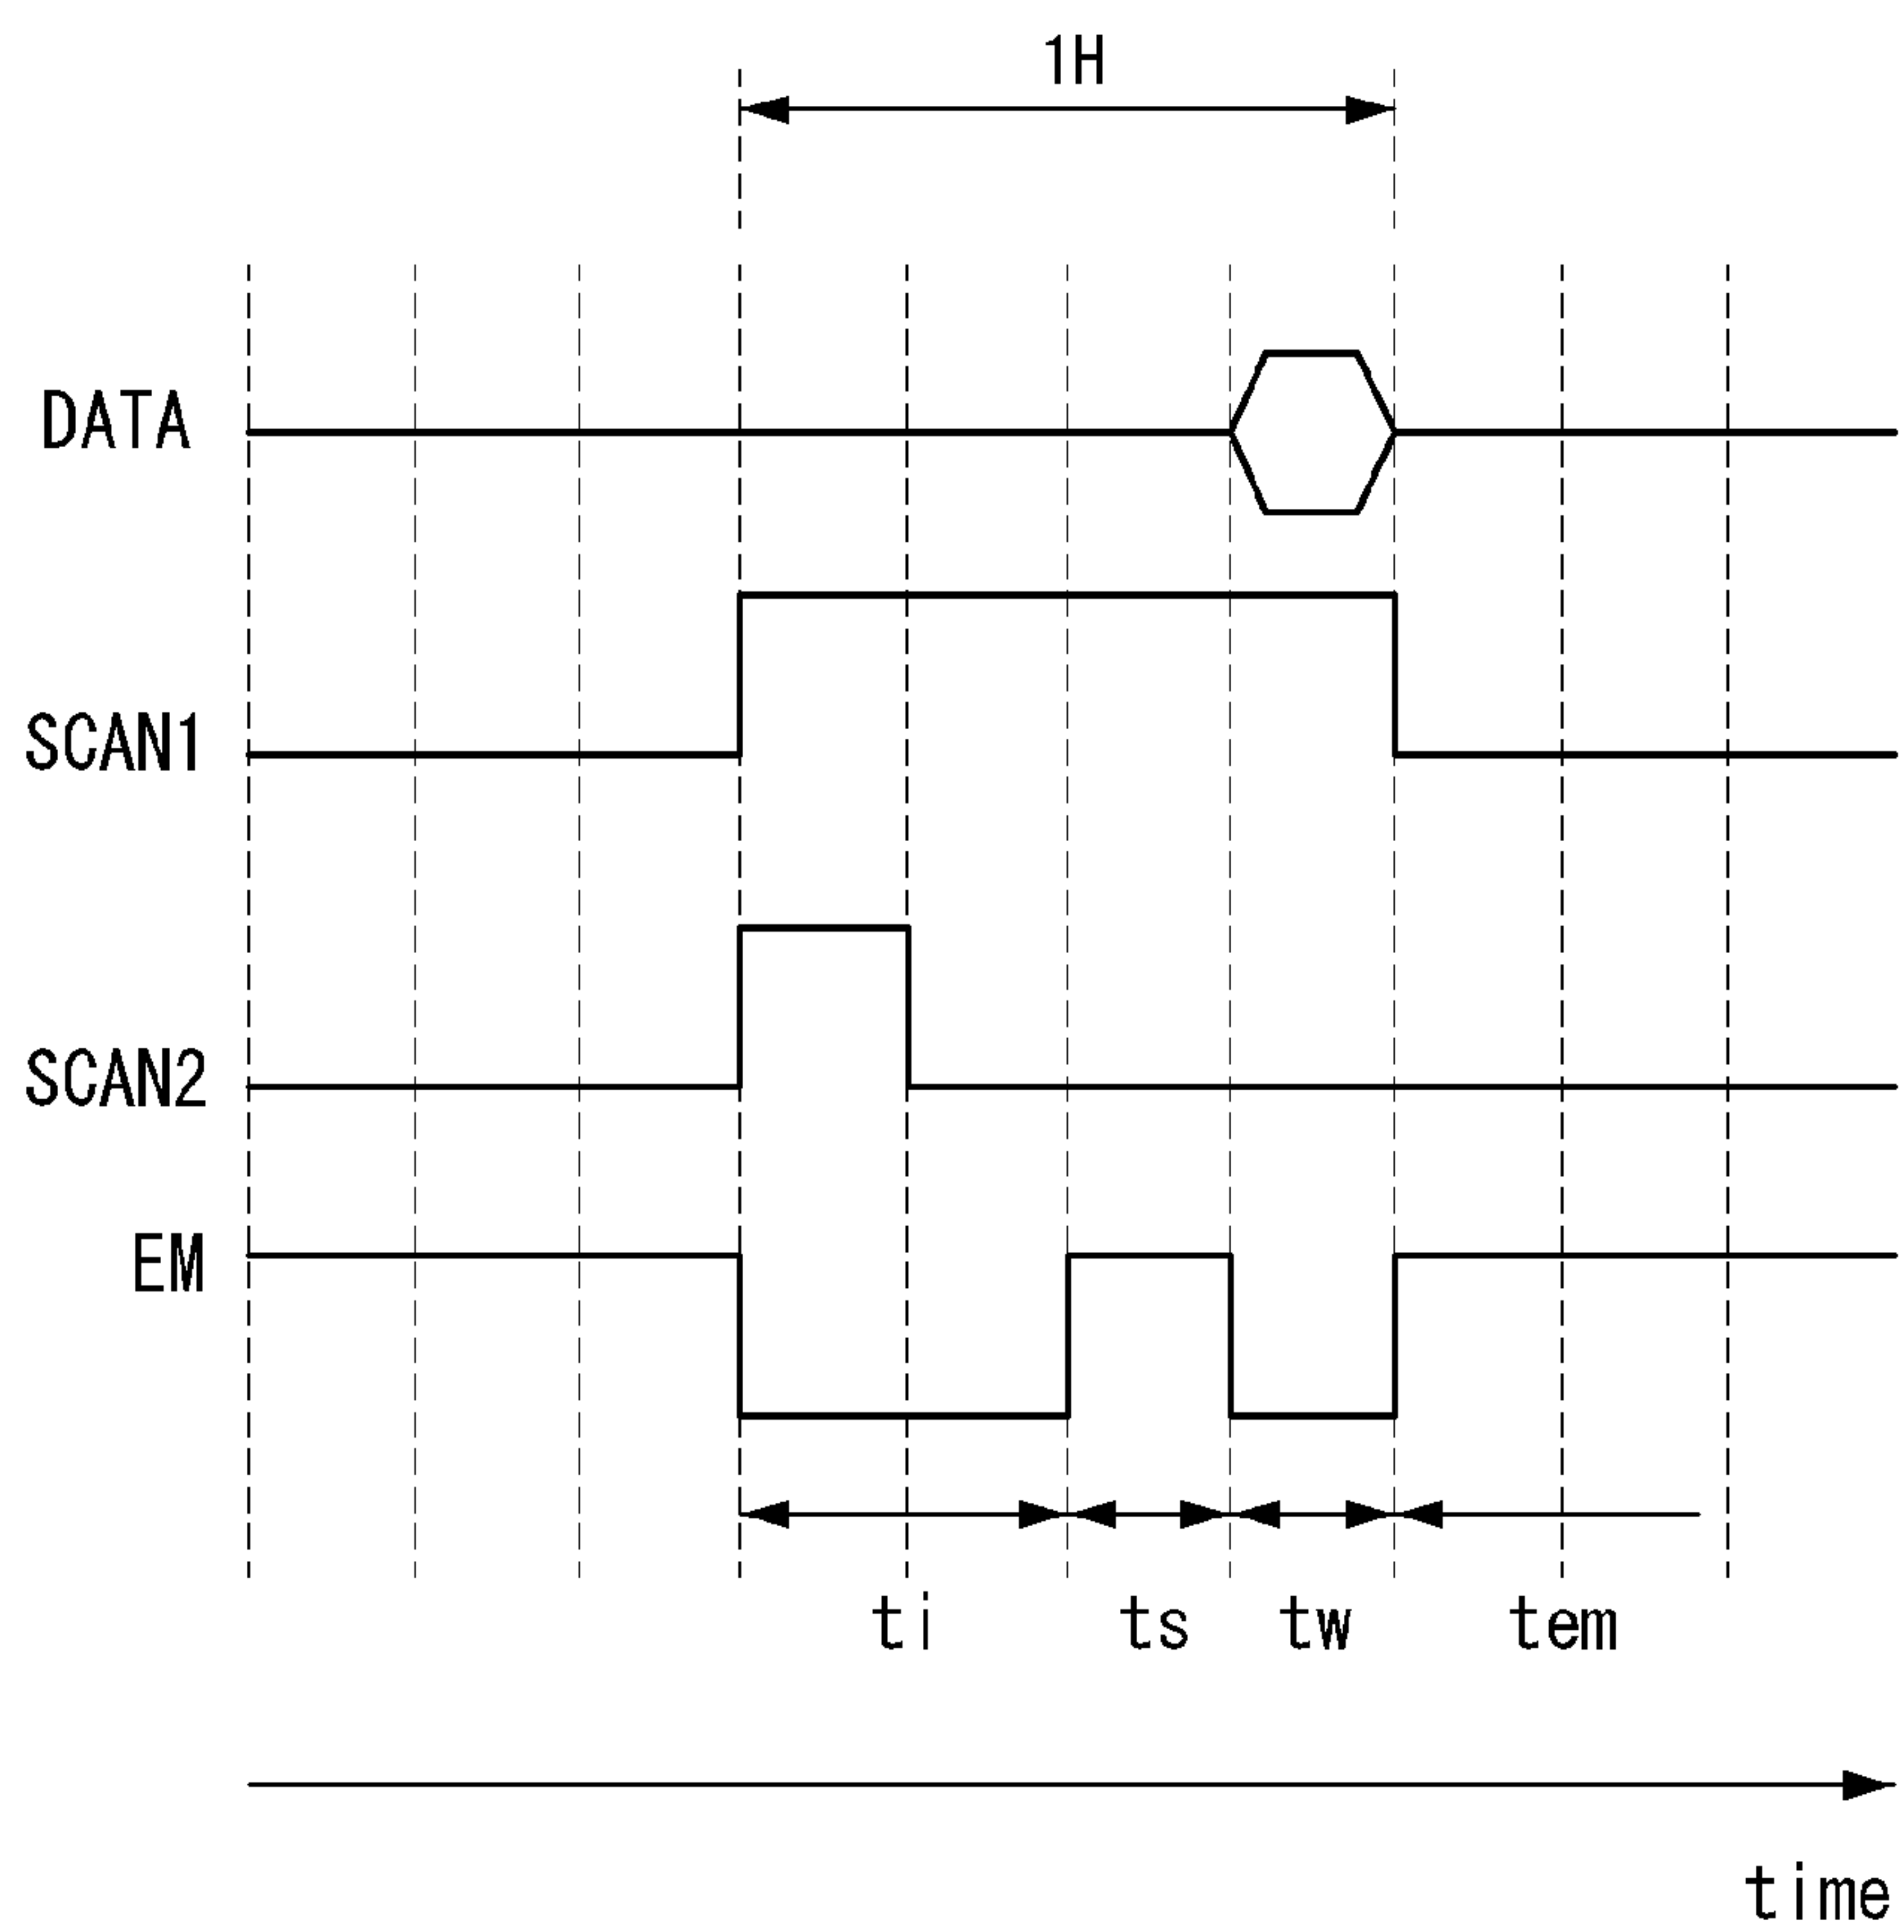 1H
DATA
SCAN1
SCAN2
EM
ti ts tw tem
time